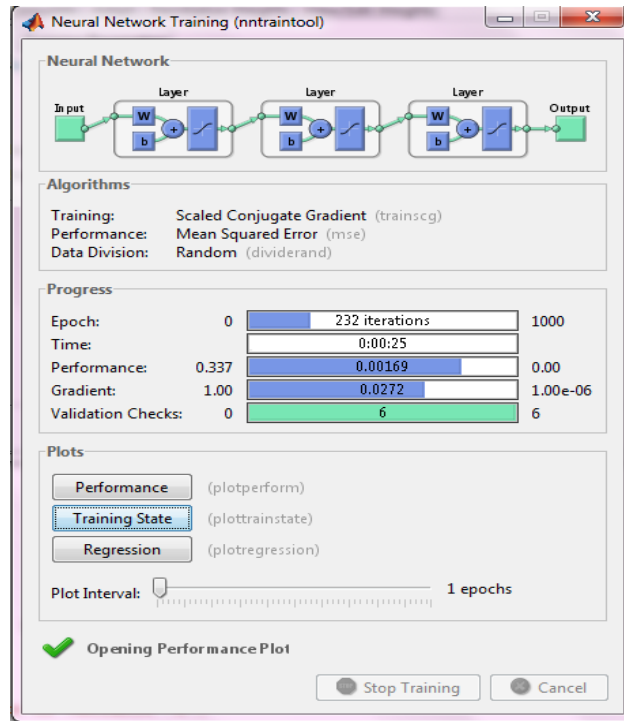 Neural Network Training (nntraintool)
Neural Network
Layer Layer Layer
Input Output
W W W
+ + +
b b b
Algorithms
Training: Scaled Conjugate Gradient (trainscg)
Performance: Mean Squared Error (mse)
Data Division: Random (dividerand)
Progress
Epoch: 0 232 iterations 1000
Time: 0:00:25
Performance: 0.337 0.00169 0.00
Gradient: 1.00 0.0272 1.00e-06
Validation Checks: 0 6 6
Plots
Performance (plotperform)
Training State (plottrainstate)
Regression (plotregression)
Plot Interval: 1 epochs
Opening Performance Plot
Stop Training Cancel